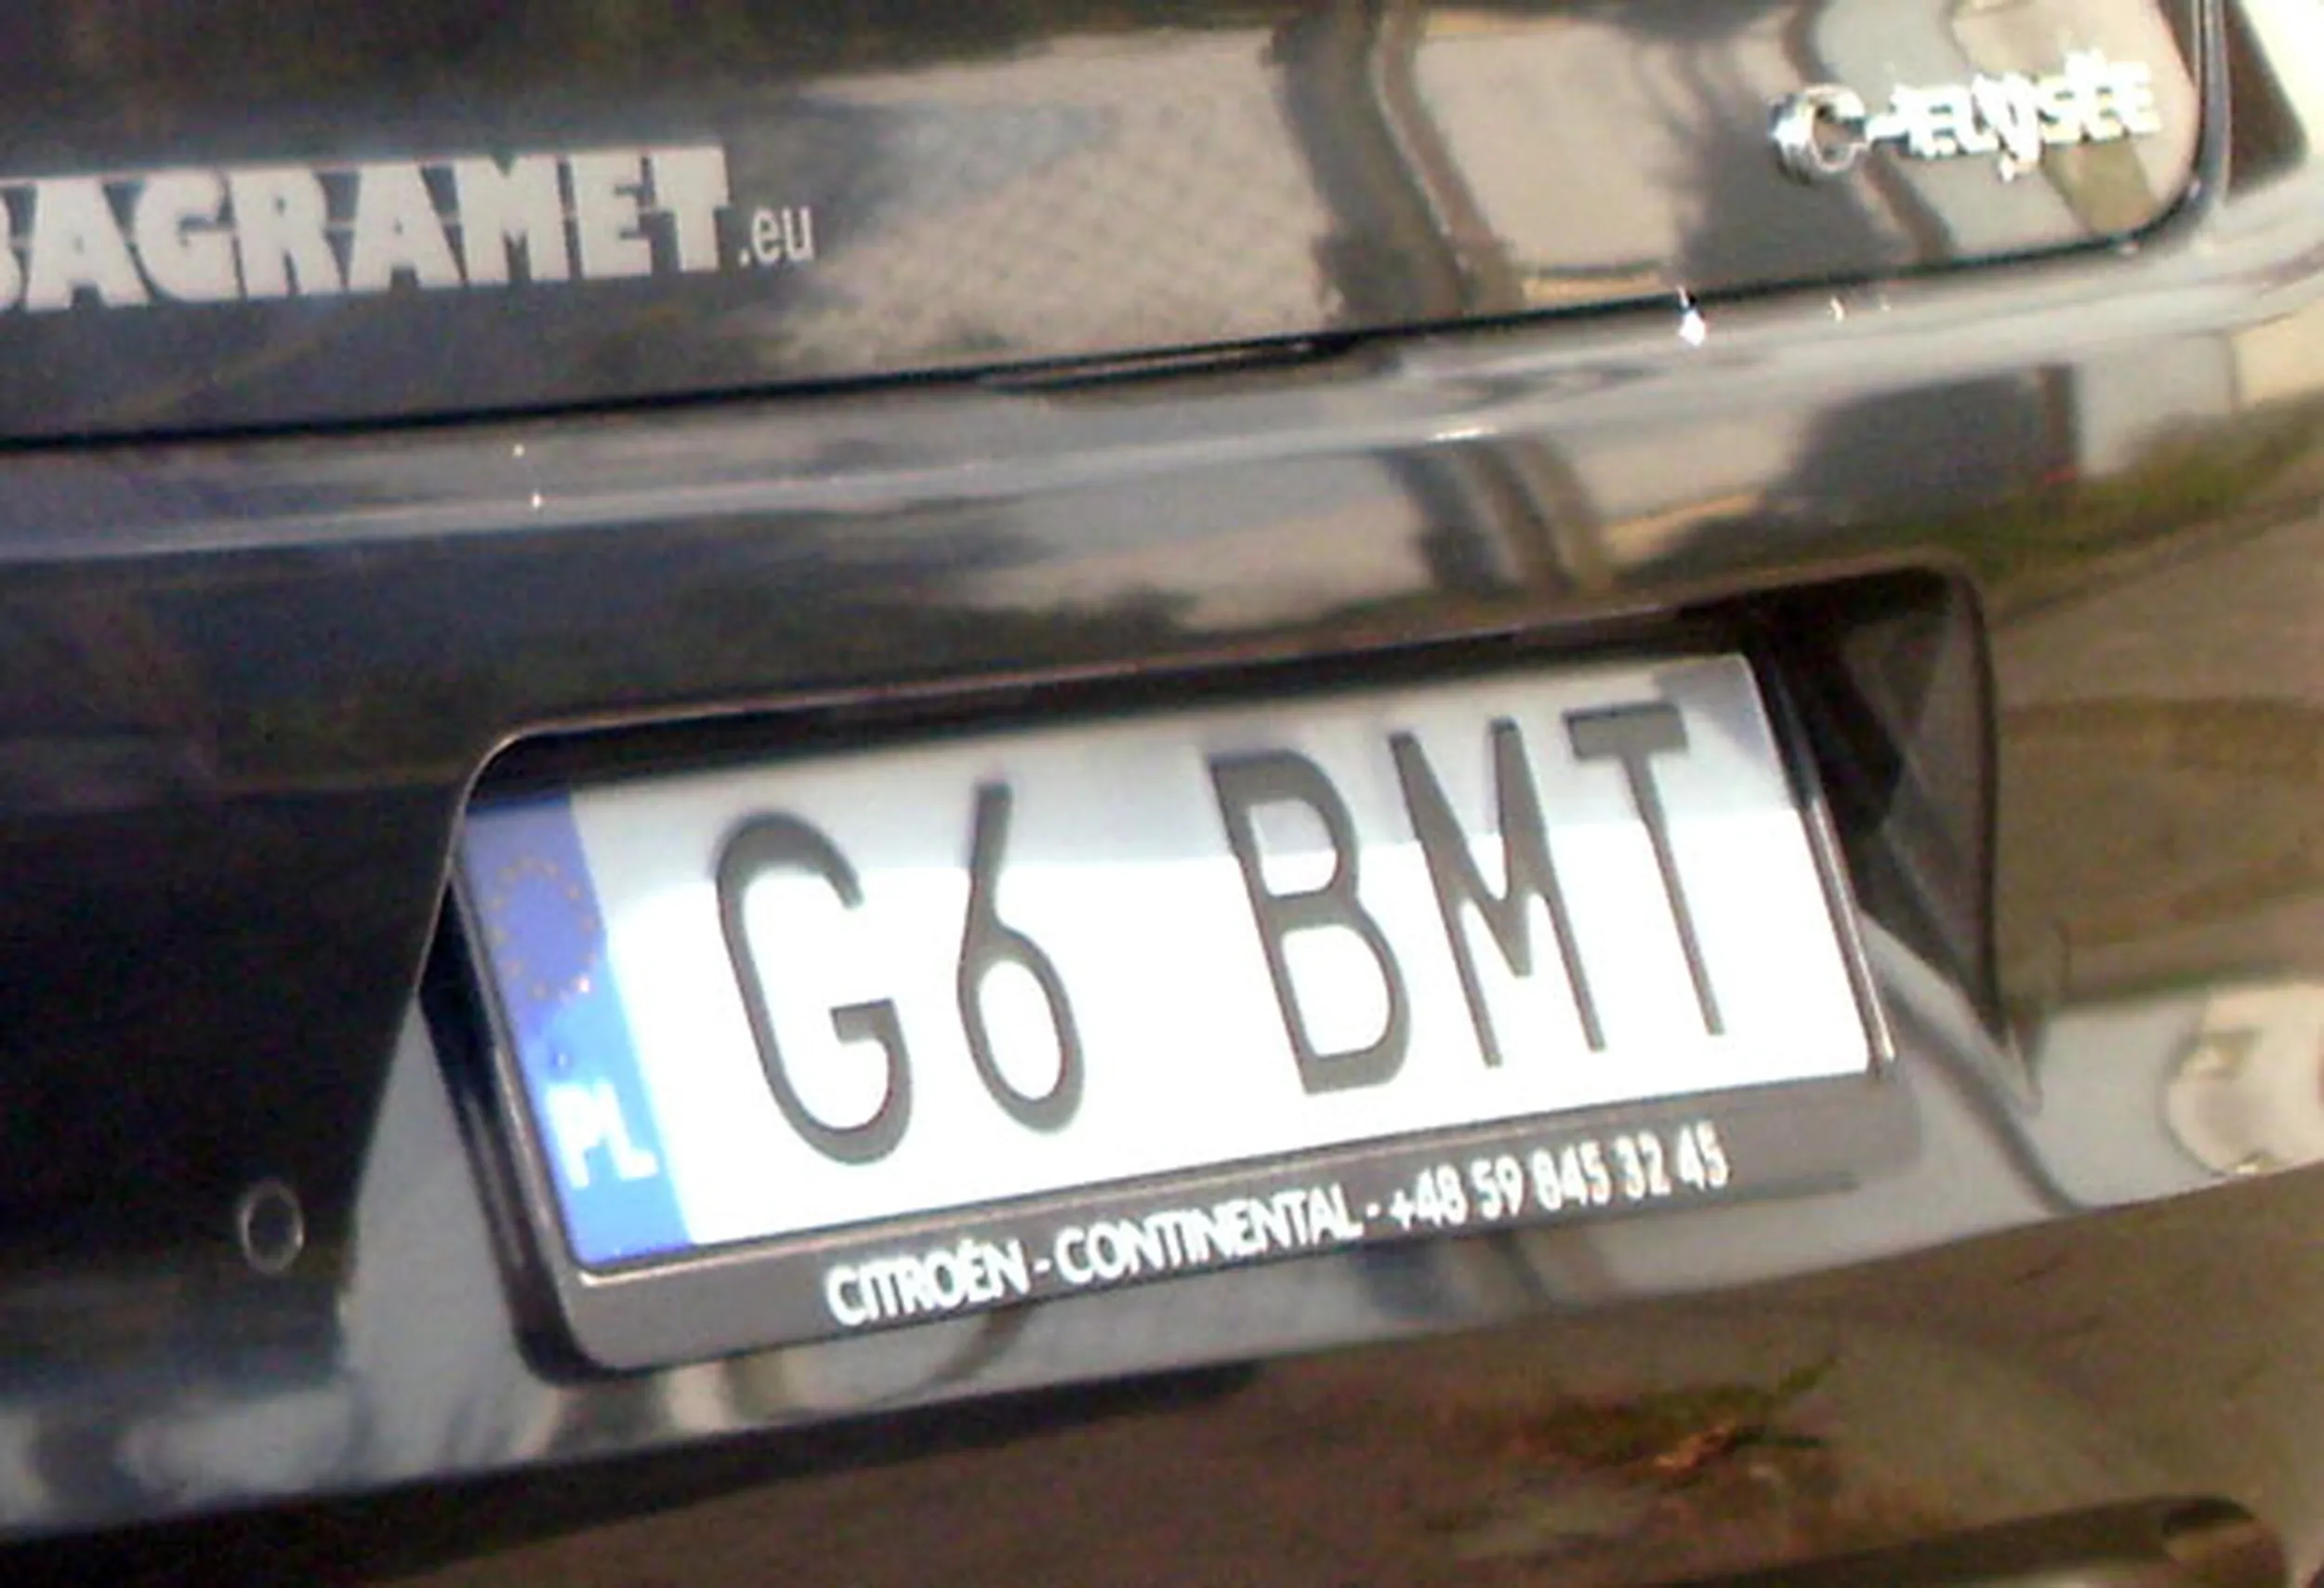 BAGRAMET.eu
C-elysée
PL
G6 BMT
CITROËN - CONTINENTAL - +48 59 845 32 45